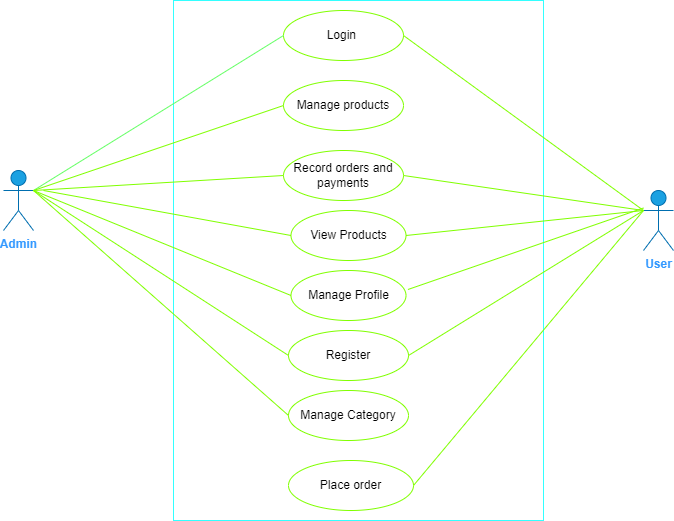 Login
Manage products
Record orders and
payments
View Products
Manage Profile
Register
Manage Category
Place order
Admin
User